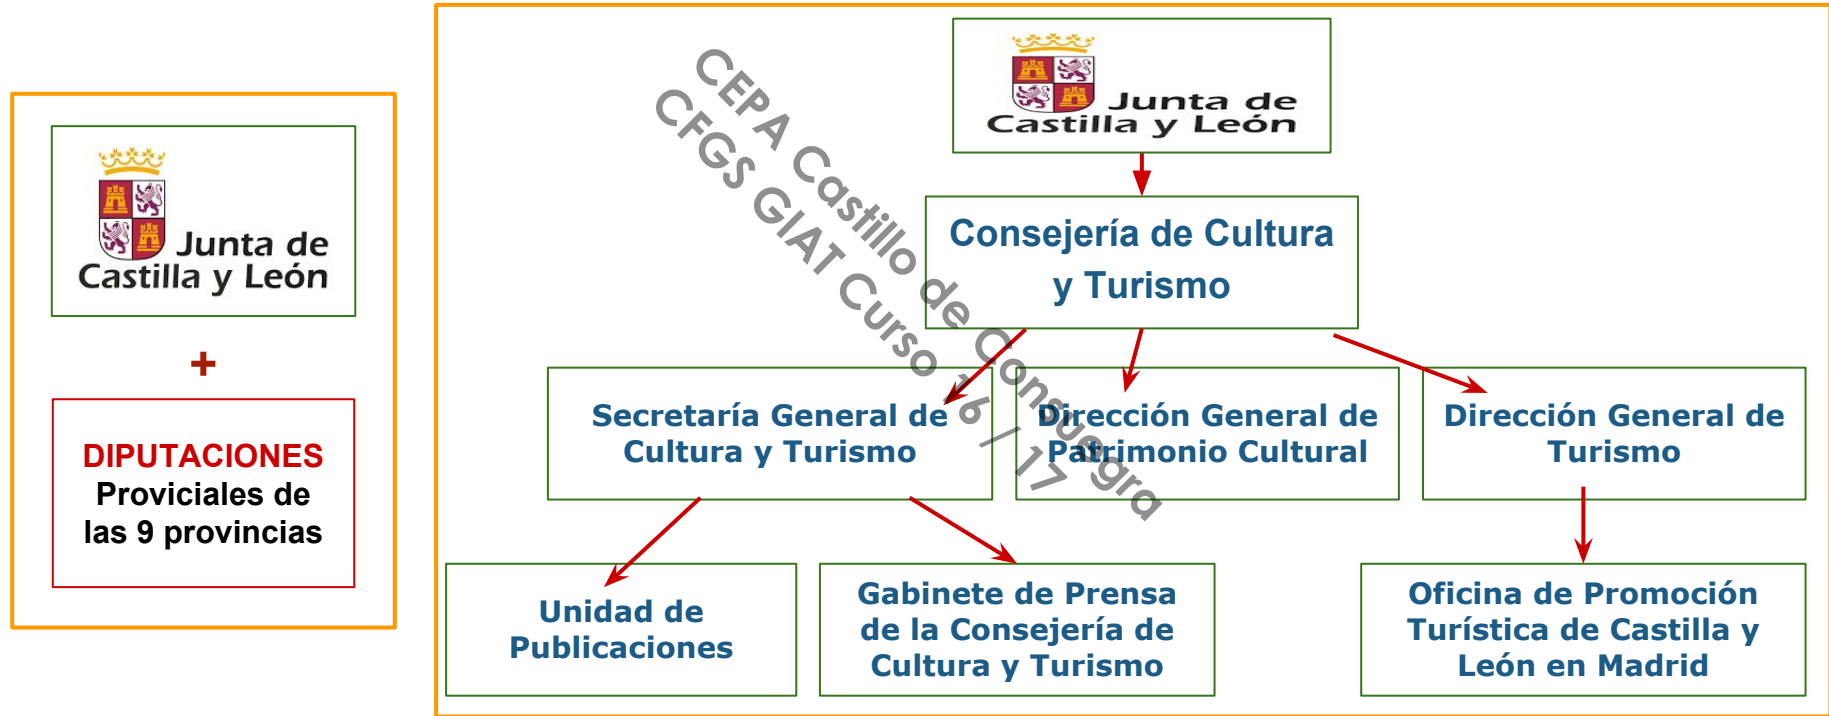 Junta de
Castilla y León
+
DIPUTACIONES
Proviciales de
las 9 provincias
Junta de
Castilla y León
Consejería de Cultura
y Turismo
Secretaría General de
Cultura y Turismo
Dirección General de
Patrimonio Cultural
Dirección General de
Turismo
Unidad de
Publicaciones
Gabinete de Prensa
de la Consejería de
Cultura y Turismo
Oficina de Promoción
Turística de Castilla y
León en Madrid
CEPA Castillo de Consuegra
CFGS GIAT Curso 16 / 17